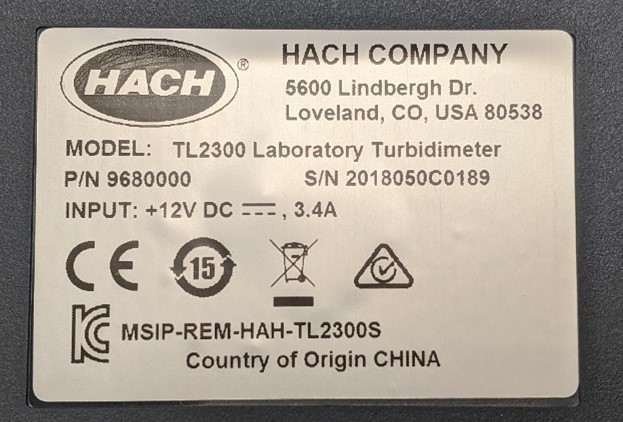 HACH ®
HACH COMPANY
5600 Lindbergh Dr.
Loveland, CO, USA 80538
MODEL: TL2300 Laboratory Turbidimeter
P/N 9680000 S/N 2018050C0189
INPUT: +12V DC ⎓, 3.4A
CE 15
KC MSIP-REM-HAH-TL2300S
Country of Origin CHINA